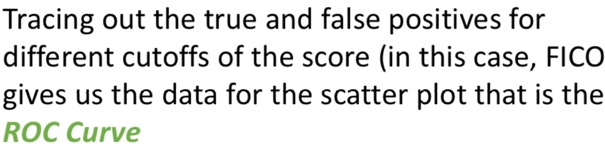 Tracing out the true and false positives for
different cutoffs of the score (in this case, FICO
gives us the data for the scatter plot that is the
ROC Curve